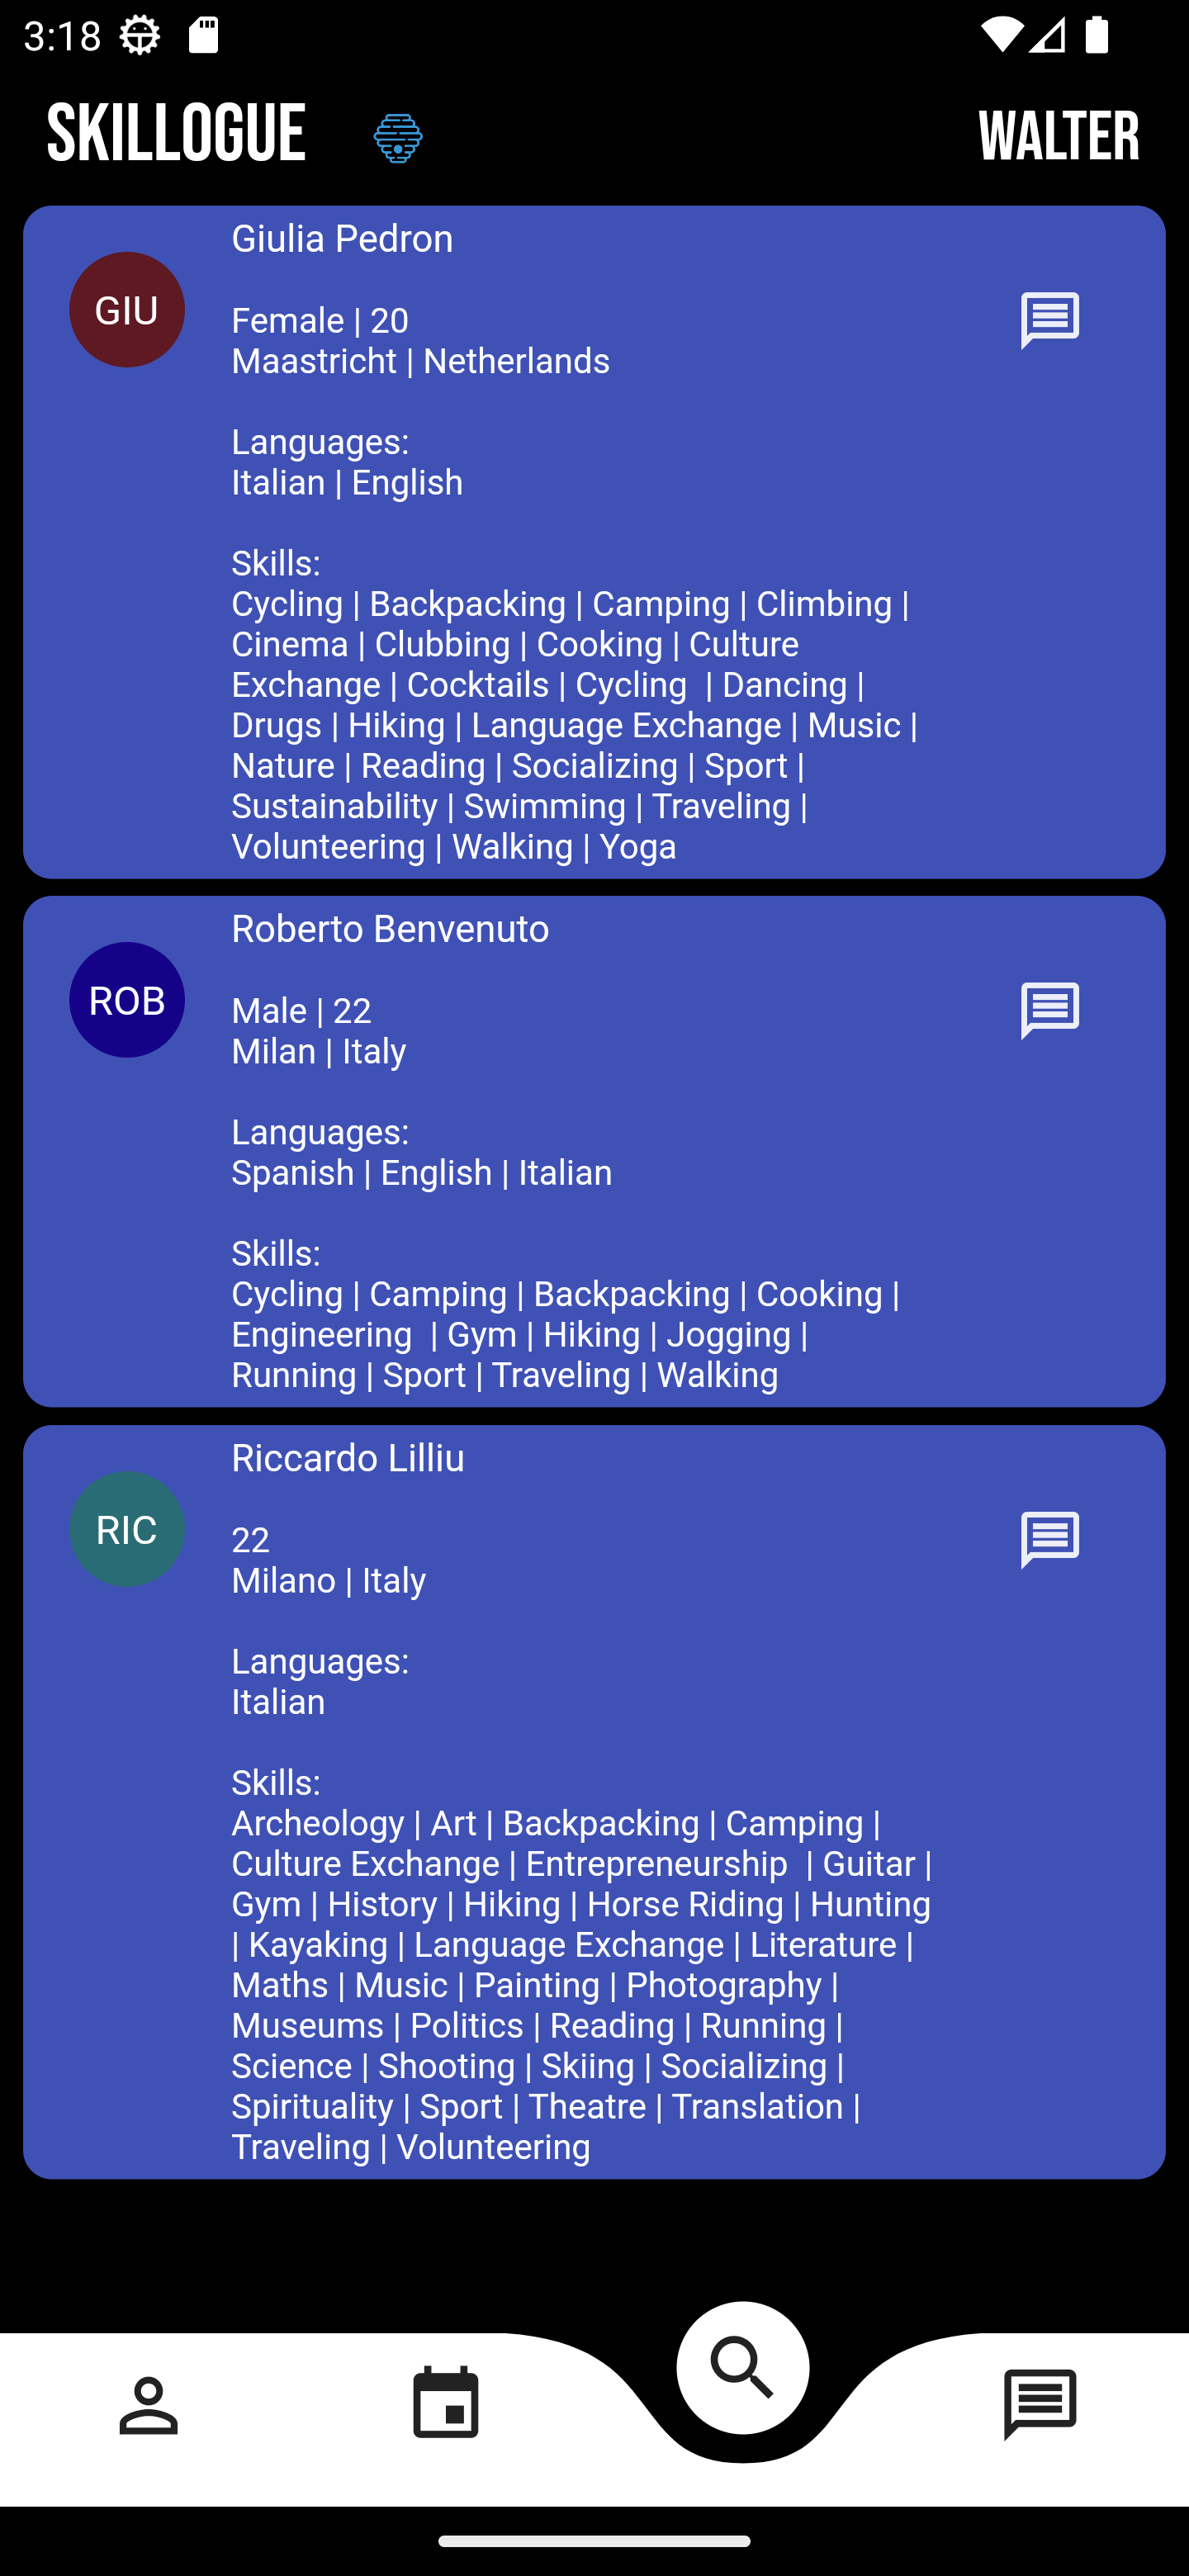 3:18
SKILLOGUE
WALTER
Giulia Pedron
GIU
Female | 20
Maastricht | Netherlands
Languages:
Italian | English
Skills:
Cycling | Backpacking | Camping | Climbing |
Cinema | Clubbing | Cooking | Culture
Exchange | Cocktails | Cycling  | Dancing |
Drugs | Hiking | Language Exchange | Music |
Nature | Reading | Socializing | Sport |
Sustainability | Swimming | Traveling |
Volunteering | Walking | Yoga
Roberto Benvenuto
ROB
Male | 22
Milan | Italy
Languages:
Spanish | English | Italian
Skills:
Cycling | Camping | Backpacking | Cooking |
Engineering  | Gym | Hiking | Jogging |
Running | Sport | Traveling | Walking
Riccardo Lilliu
RIC
22
Milano | Italy
Languages:
Italian
Skills:
Archeology | Art | Backpacking | Camping |
Culture Exchange | Entrepreneurship  | Guitar |
Gym | History | Hiking | Horse Riding | Hunting
| Kayaking | Language Exchange | Literature |
Maths | Music | Painting | Photography |
Museums | Politics | Reading | Running |
Science | Shooting | Skiing | Socializing |
Spirituality | Sport | Theatre | Translation |
Traveling | Volunteering